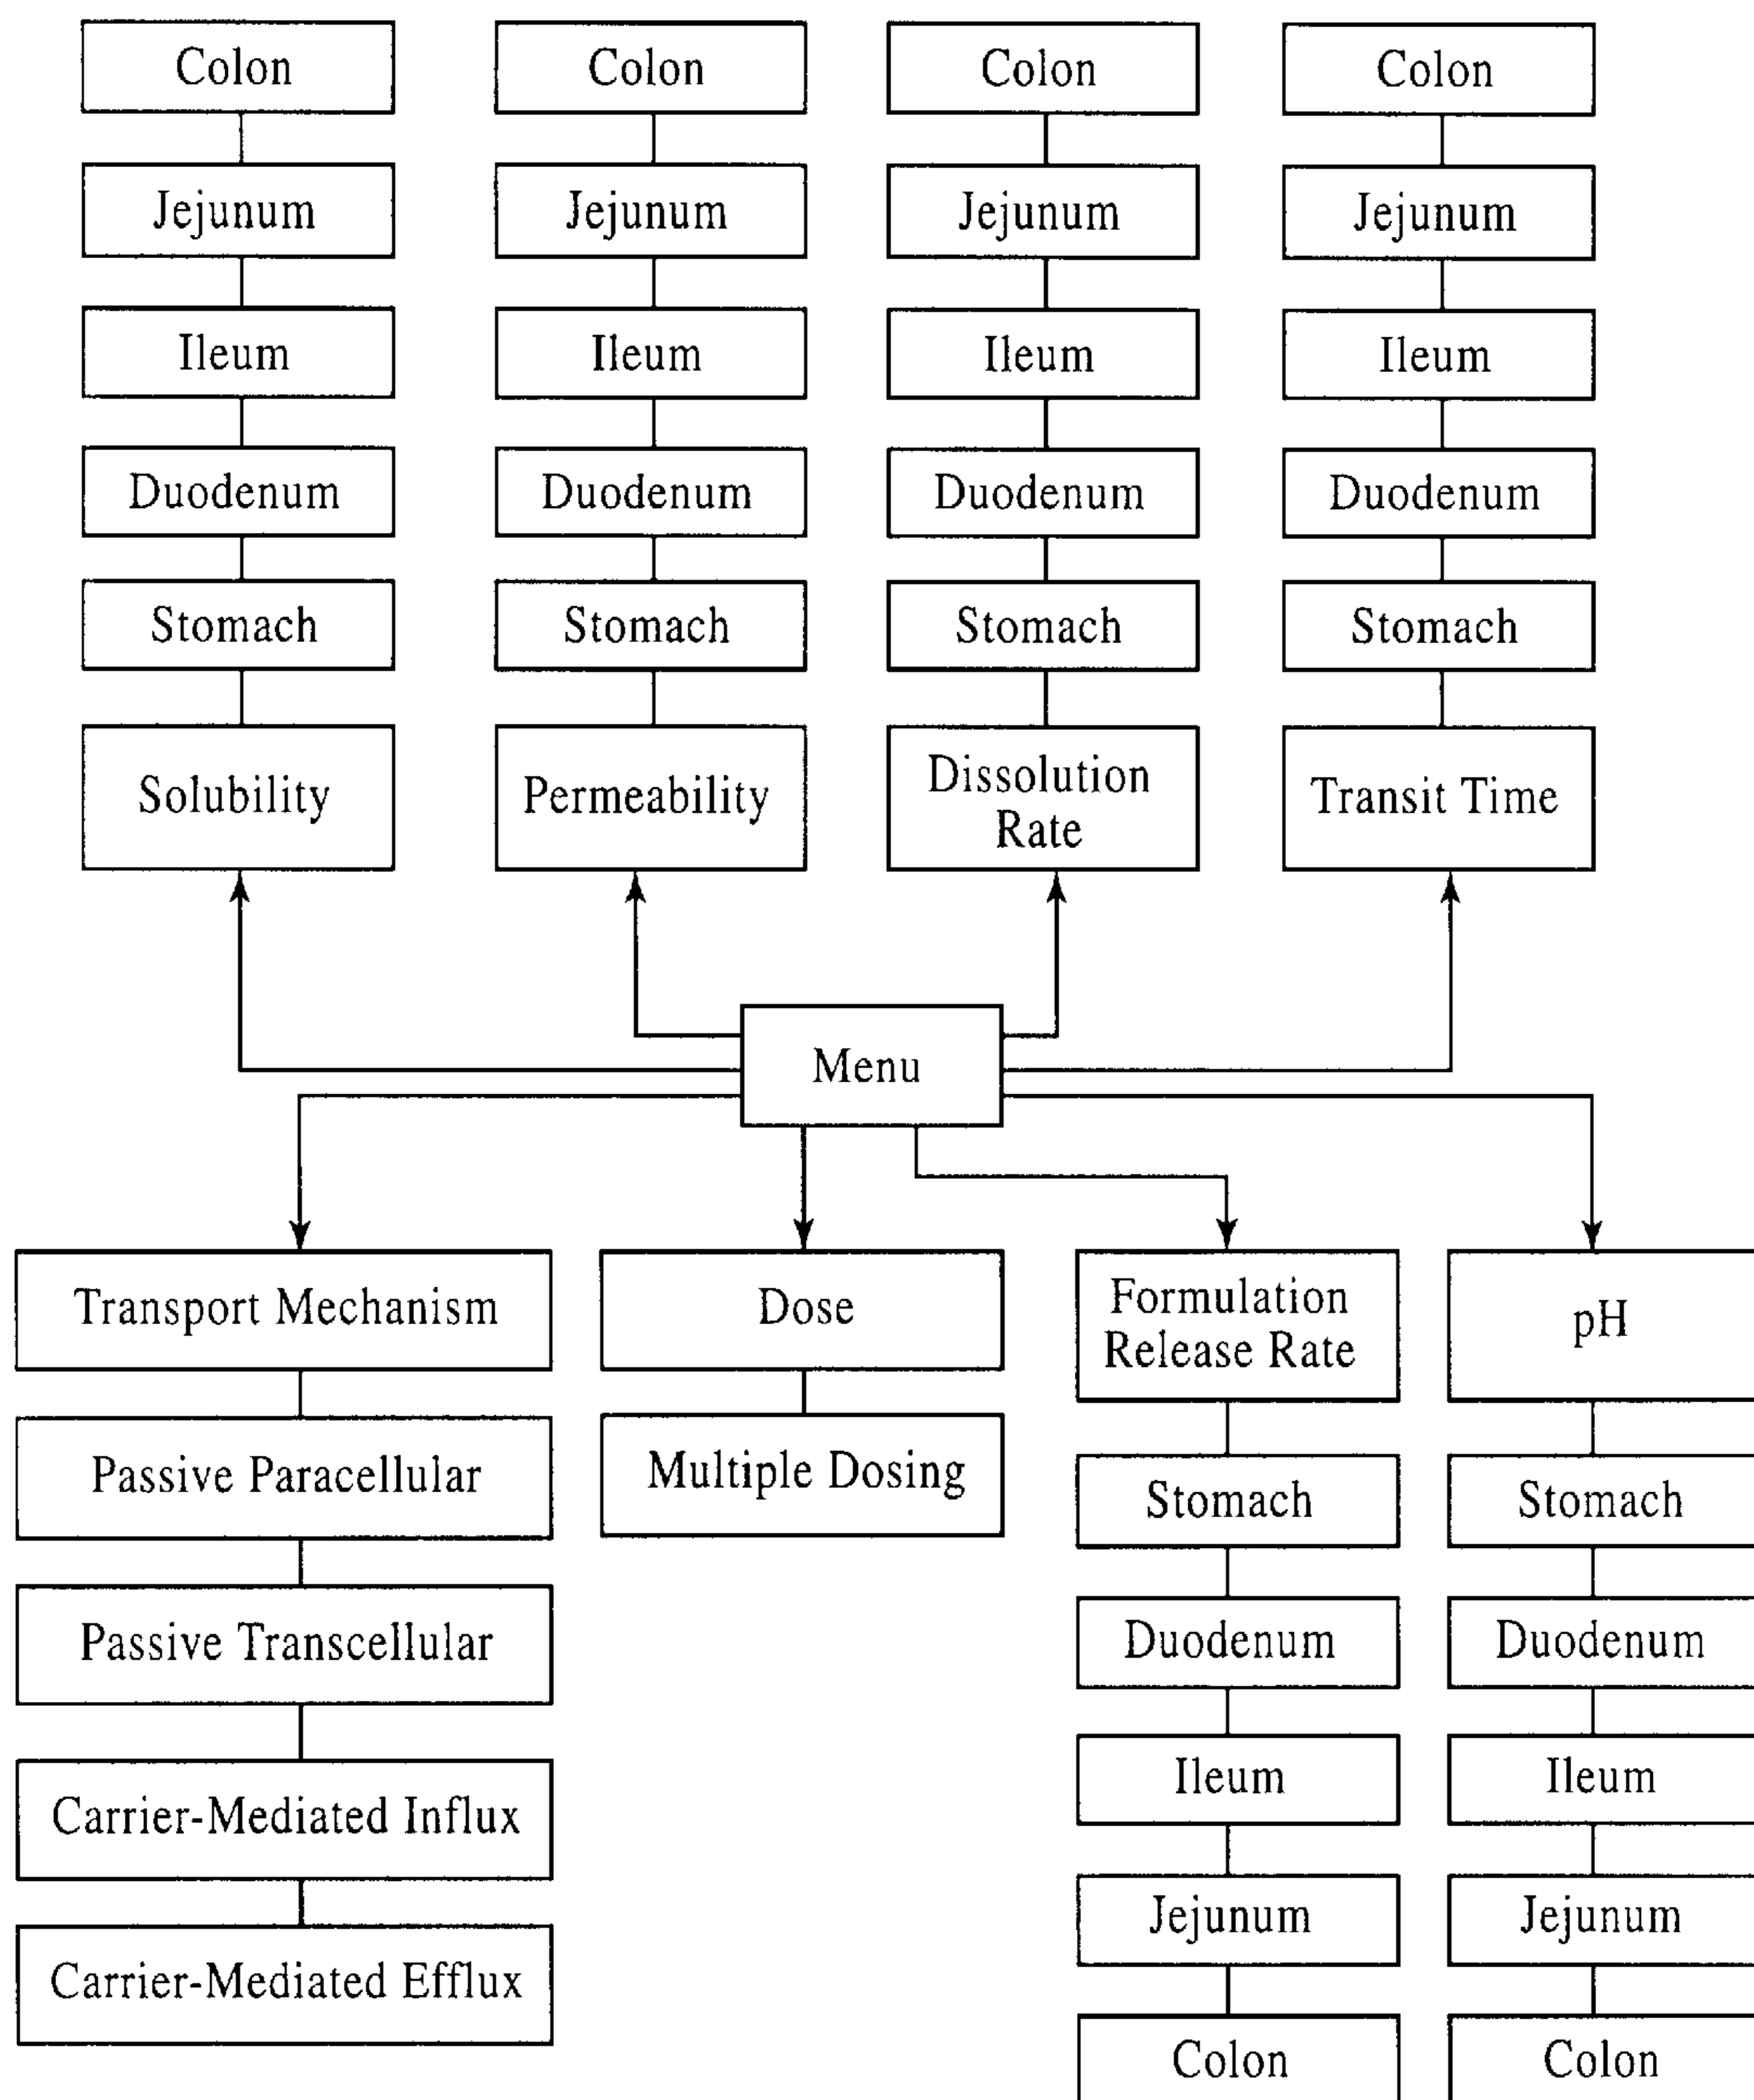 Colon
Colon
Colon
Colon
Jejunum
Jejunum
Jejunum
Jejunum
Ileum
Ileum
Ileum
Ileum
Duodenum
Duodenum
Duodenum
Duodenum
Stomach
Stomach
Stomach
Stomach
Solubility
Permeability
Dissolution
Rate
Transit Time
Menu
Transport Mechanism
Dose
Formulation
Release Rate
pH
Passive Paracellular
Multiple Dosing
Stomach
Stomach
Passive Transcellular
Duodenum
Duodenum
Carrier-Mediated Influx
Ileum
Ileum
Carrier-Mediated Efflux
Jejunum
Jejunum
Colon
Colon